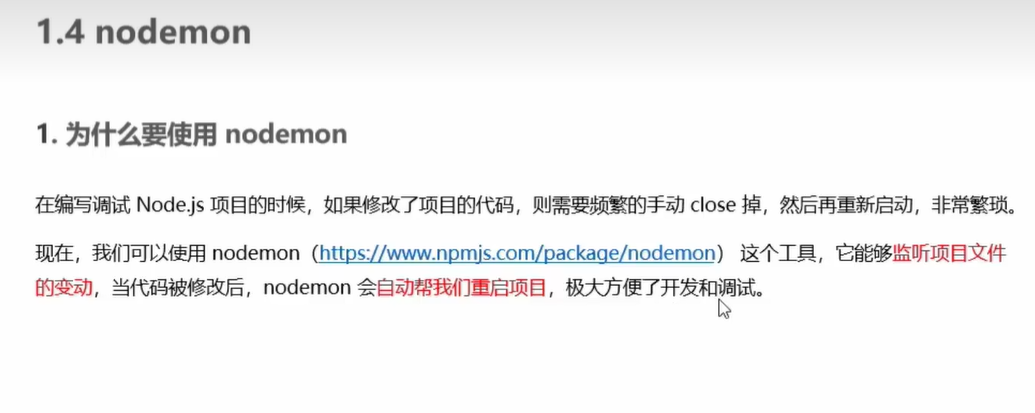 1.4 nodemon
1. 为什么要使用 nodemon
在编写调试 Node.js 项目的时候，如果修改了项目的代码，则需要频繁的手动 close 掉，然后再重新启动，非常繁琐。
现在，我们可以使用 nodemon（https://www.npmjs.com/package/nodemon） 这个工具，它能够监听项目文件
的变动，当代码被修改后，nodemon 会自动帮我们重启项目，极大方便了开发和调试。